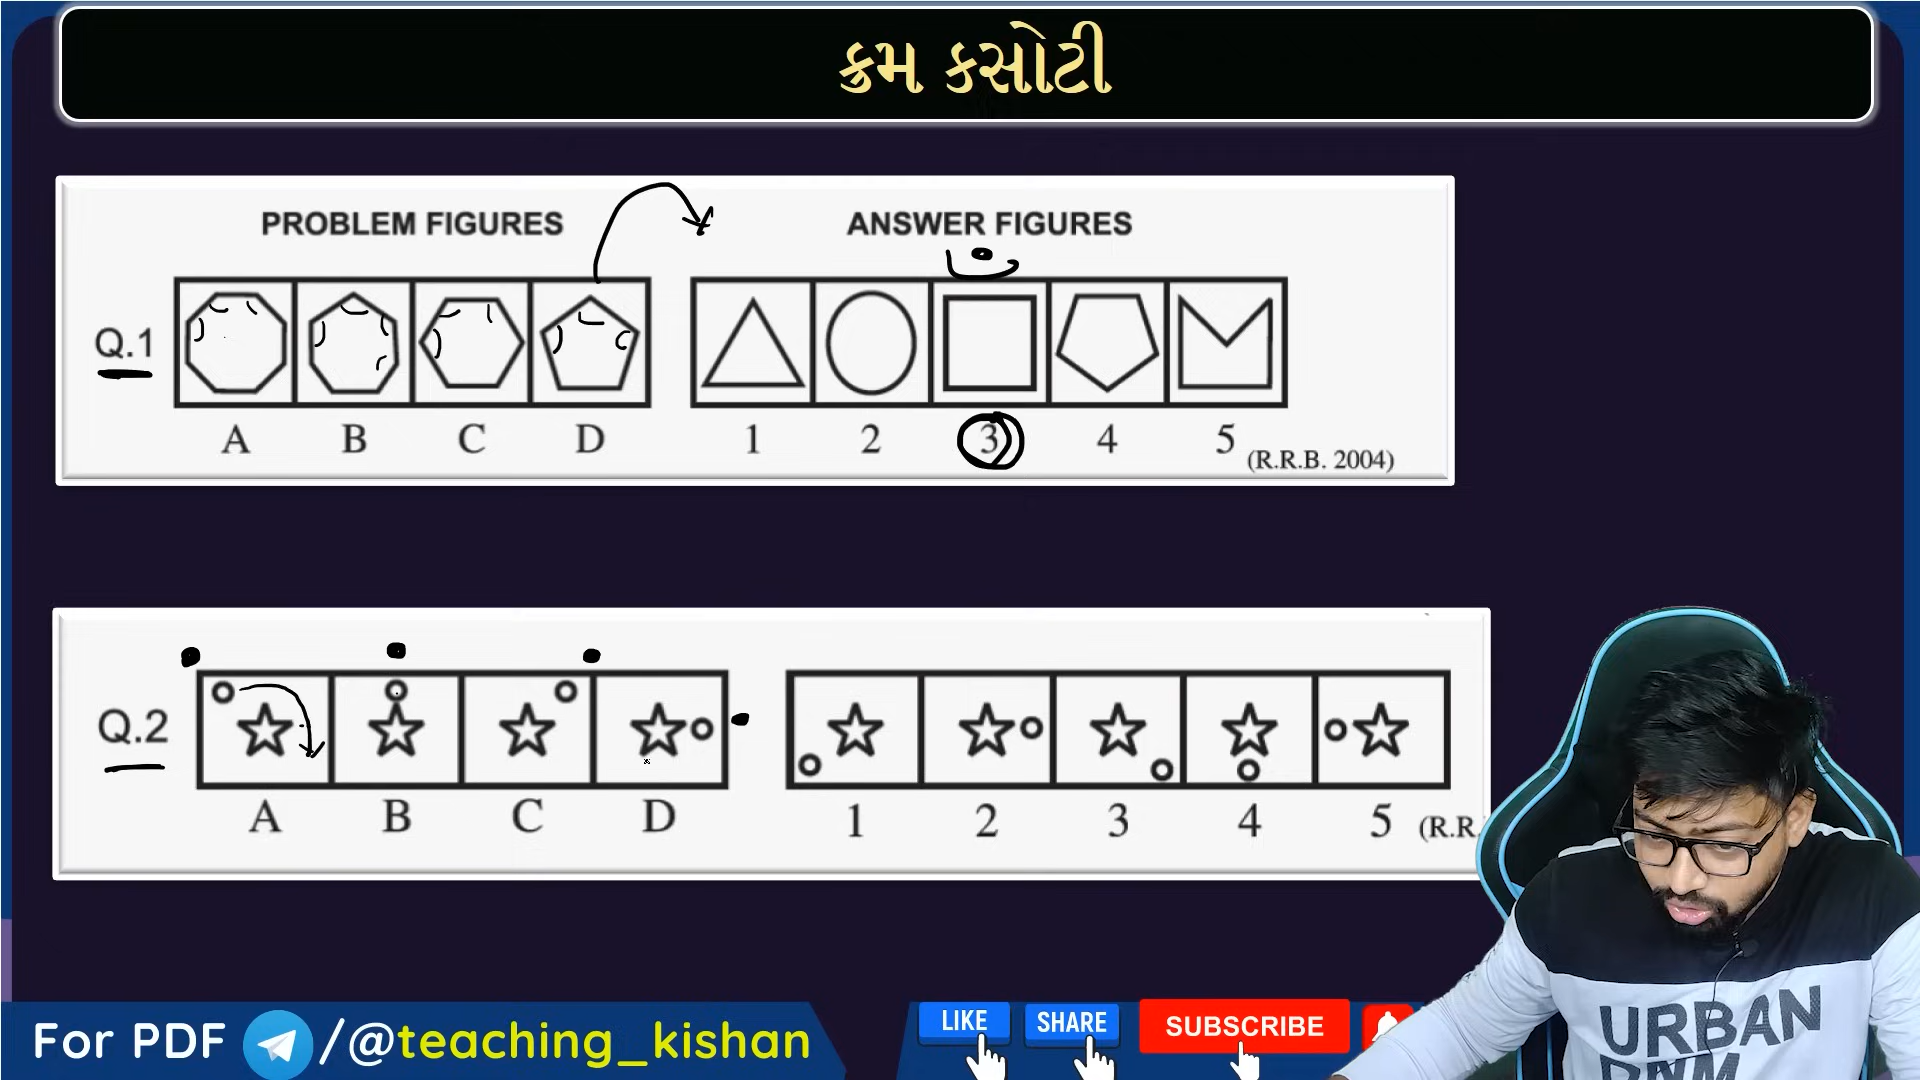 ક્રમ કસોટી
PROBLEM FIGURES ANSWER FIGURES
Q.1
A B C D 1 2 3 4 5 (R.R.B. 2004)
Q.2
A B C D 1 2 3 4 5 (R.R.
For PDF /@teaching_kishan
LIKE SHARE SUBSCRIBE
URBAN